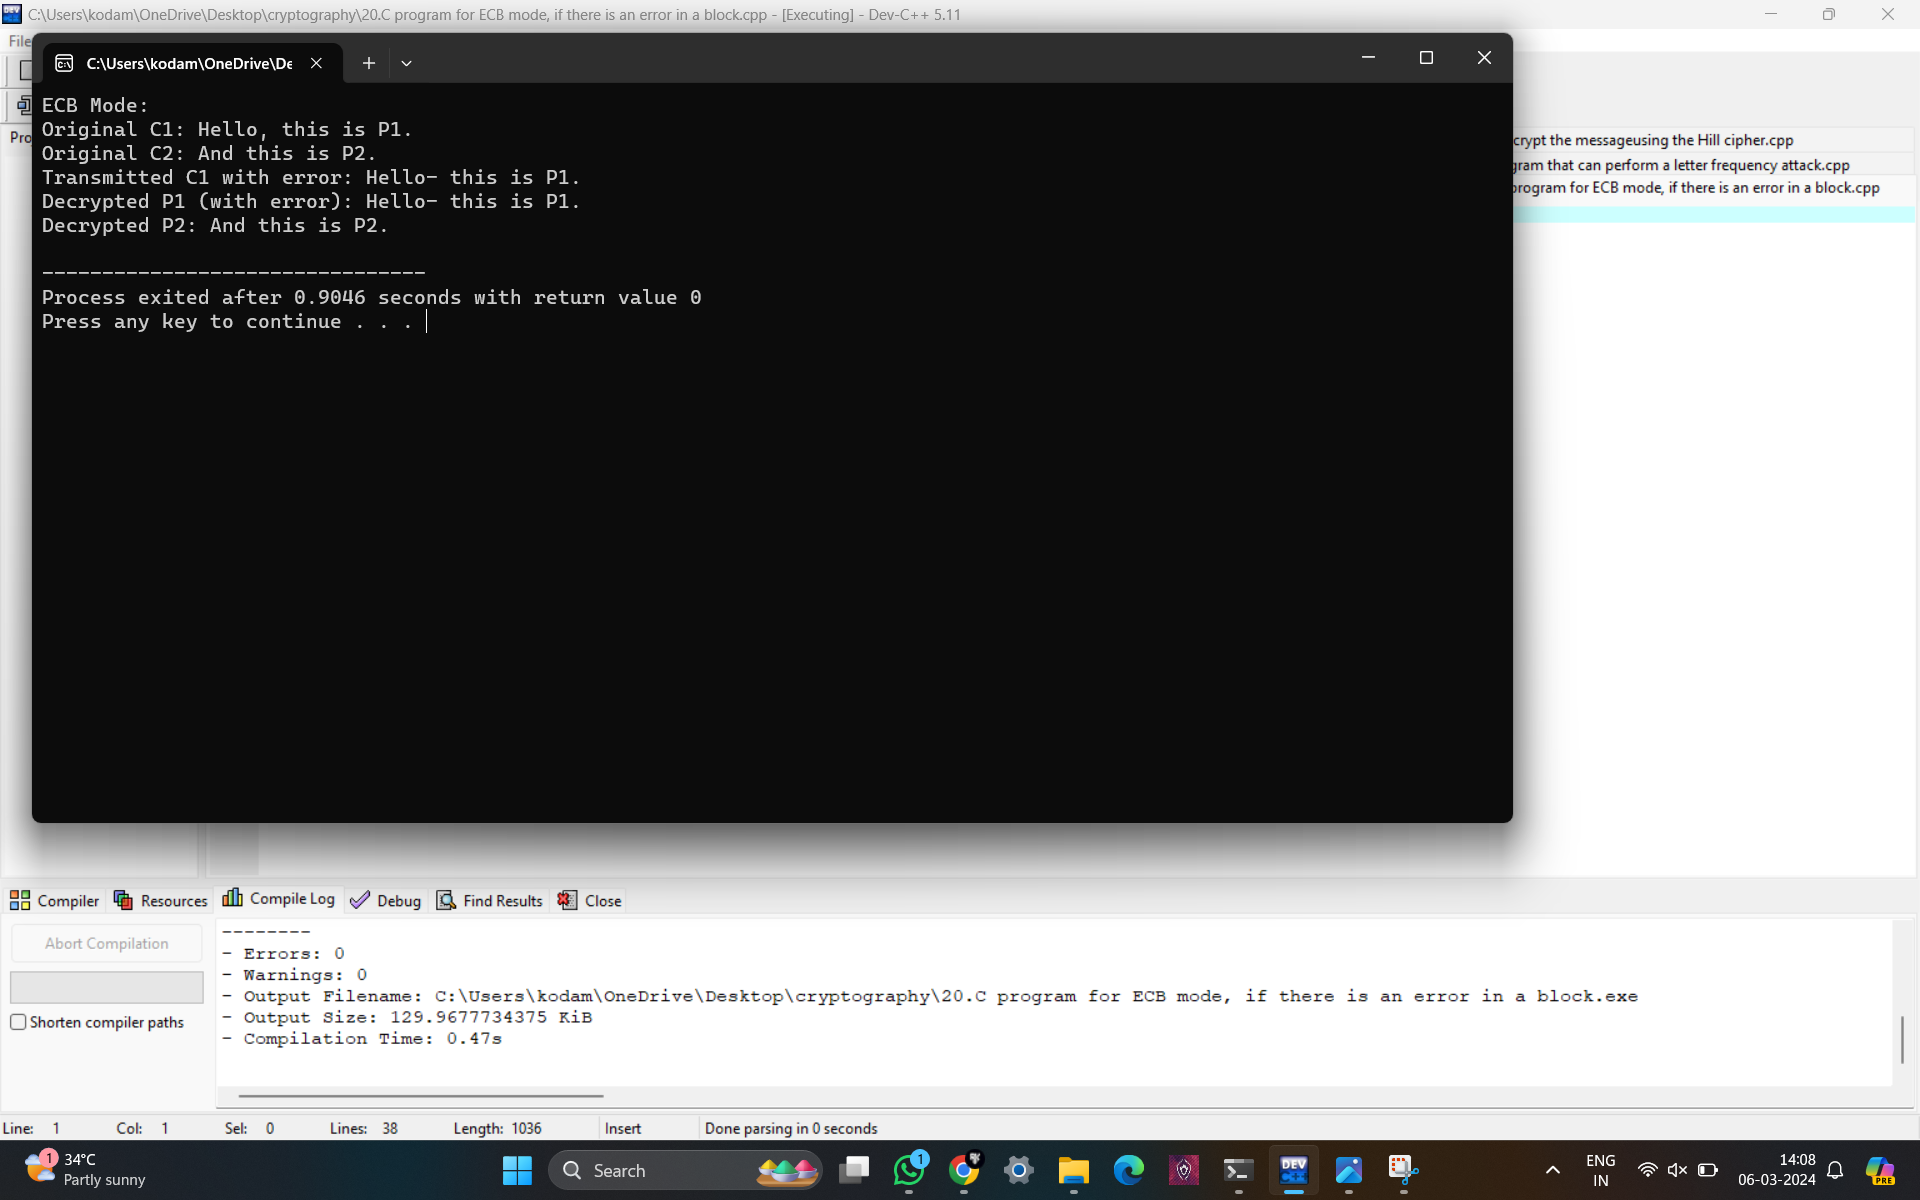 C:\Users\kodam\OneDrive\Desktop\cryptography\20.C program for ECB mode, if there is an error in a block.cpp - [Executing] - Dev-C++ 5.11
File
C:\Users\kodam\OneDrive\De
ECB Mode:
Original C1: Hello, this is P1.
Original C2: And this is P2.
Transmitted C1 with error: Hello- this is P1.
Decrypted P1 (with error): Hello- this is P1.
Decrypted P2: And this is P2.
--------------------------------
Process exited after 0.9046 seconds with return value 0
Press any key to continue . . .
Pro
crypt the messageusing the Hill cipher.cpp
gram that can perform a letter frequency attack.cpp
program for ECB mode, if there is an error in a block.cpp
Compiler Resources Compile Log Debug Find Results Close
Abort Compilation
Shorten compiler paths
--------
- Errors: 0
- Warnings: 0
- Output Filename: C:\Users\kodam\OneDrive\Desktop\cryptography\20.C program for ECB mode, if there is an error in a block.exe
- Output Size: 129.9677734375 KiB
- Compilation Time: 0.47s
Line: 1 Col: 1 Sel: 0 Lines: 38 Length: 1036 Insert Done parsing in 0 seconds
1 34°C
Partly sunny
Search
1
DEV
ENG
IN
14:08
06-03-2024
PRE